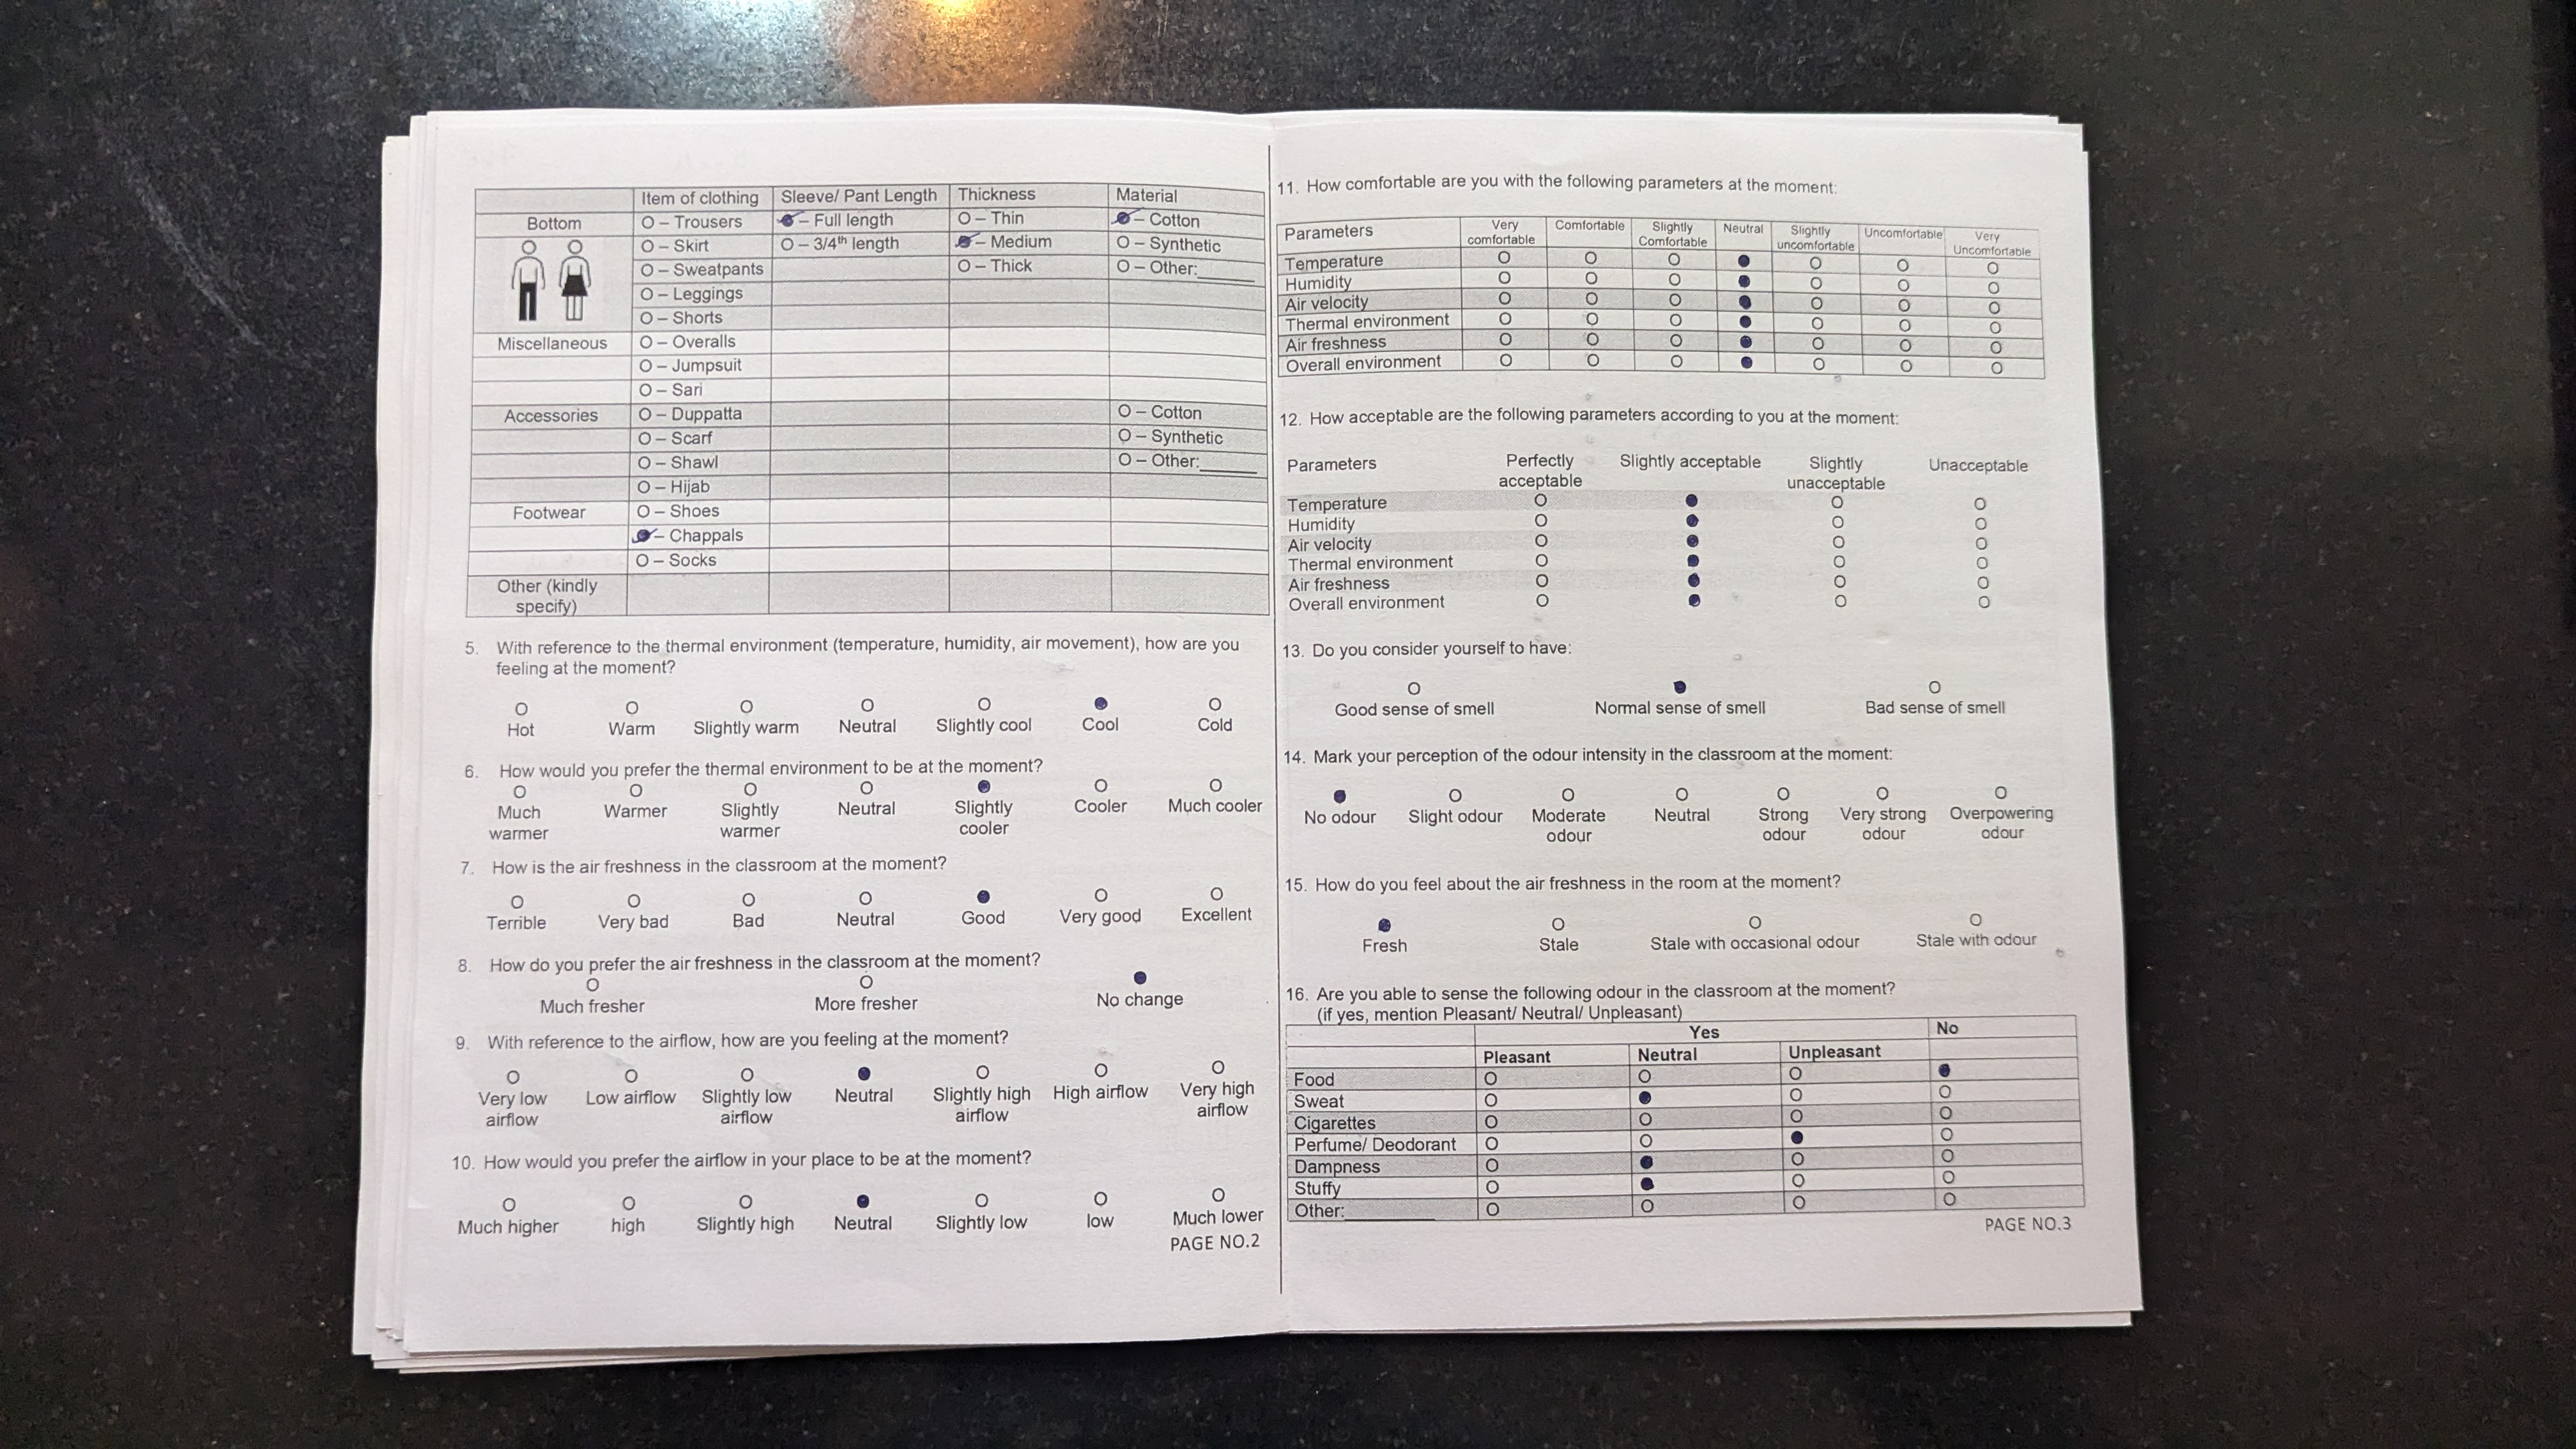 Item of clothing Sleeve/ Pant Length Thickness Material
Bottom O – Trousers – Full length O – Thin – Cotton
O – Skirt O – 3/4th length – Medium O – Synthetic
O – Sweatpants O – Thick O – Other:______
O – Leggings
O – Shorts
Miscellaneous O – Overalls
O – Jumpsuit
O – Sari
Accessories O – Duppatta O – Cotton
O – Scarf O – Synthetic
O – Shawl O – Other:______
O – Hijab
Footwear O – Shoes
– Chappals
O – Socks
Other (kindly
specify)
5. With reference to the thermal environment (temperature, humidity, air movement), how are you
feeling at the moment?
Hot Warm Slightly warm Neutral Slightly cool Cool Cold
6. How would you prefer the thermal environment to be at the moment?
Much Warmer Slightly Neutral Slightly Cooler Much cooler
warmer warmer cooler
7. How is the air freshness in the classroom at the moment?
Terrible Very bad Bad Neutral Good Very good Excellent
8. How do you prefer the air freshness in the classroom at the moment?
Much fresher More fresher No change
9. With reference to the airflow, how are you feeling at the moment?
Very low Low airflow Slightly low Neutral Slightly high High airflow Very high
airflow airflow airflow airflow
10. How would you prefer the airflow in your place to be at the moment?
Much higher high Slightly high Neutral Slightly low low Much lower
PAGE NO.2
11. How comfortable are you with the following parameters at the moment:
Parameters Very Comfortable Slightly Neutral Slightly Uncomfortable Very
comfortable Comfortable uncomfortable Uncomfortable
Temperature
Humidity
Air velocity
Thermal environment
Air freshness
Overall environment
12. How acceptable are the following parameters according to you at the moment:
Parameters Perfectly Slightly acceptable Slightly Unacceptable
acceptable unacceptable
Temperature
Humidity
Air velocity
Thermal environment
Air freshness
Overall environment
13. Do you consider yourself to have:
Good sense of smell Normal sense of smell Bad sense of smell
14. Mark your perception of the odour intensity in the classroom at the moment:
No odour Slight odour Moderate Neutral Strong Very strong Overpowering
odour odour odour odour
15. How do you feel about the air freshness in the room at the moment?
Fresh Stale Stale with occasional odour Stale with odour
16. Are you able to sense the following odour in the classroom at the moment?
(if yes, mention Pleasant/ Neutral/ Unpleasant)
Yes No
Pleasant Neutral Unpleasant
Food
Sweat
Cigarettes
Perfume/ Deodorant
Dampness
Stuffy
Other:__________
PAGE NO.3